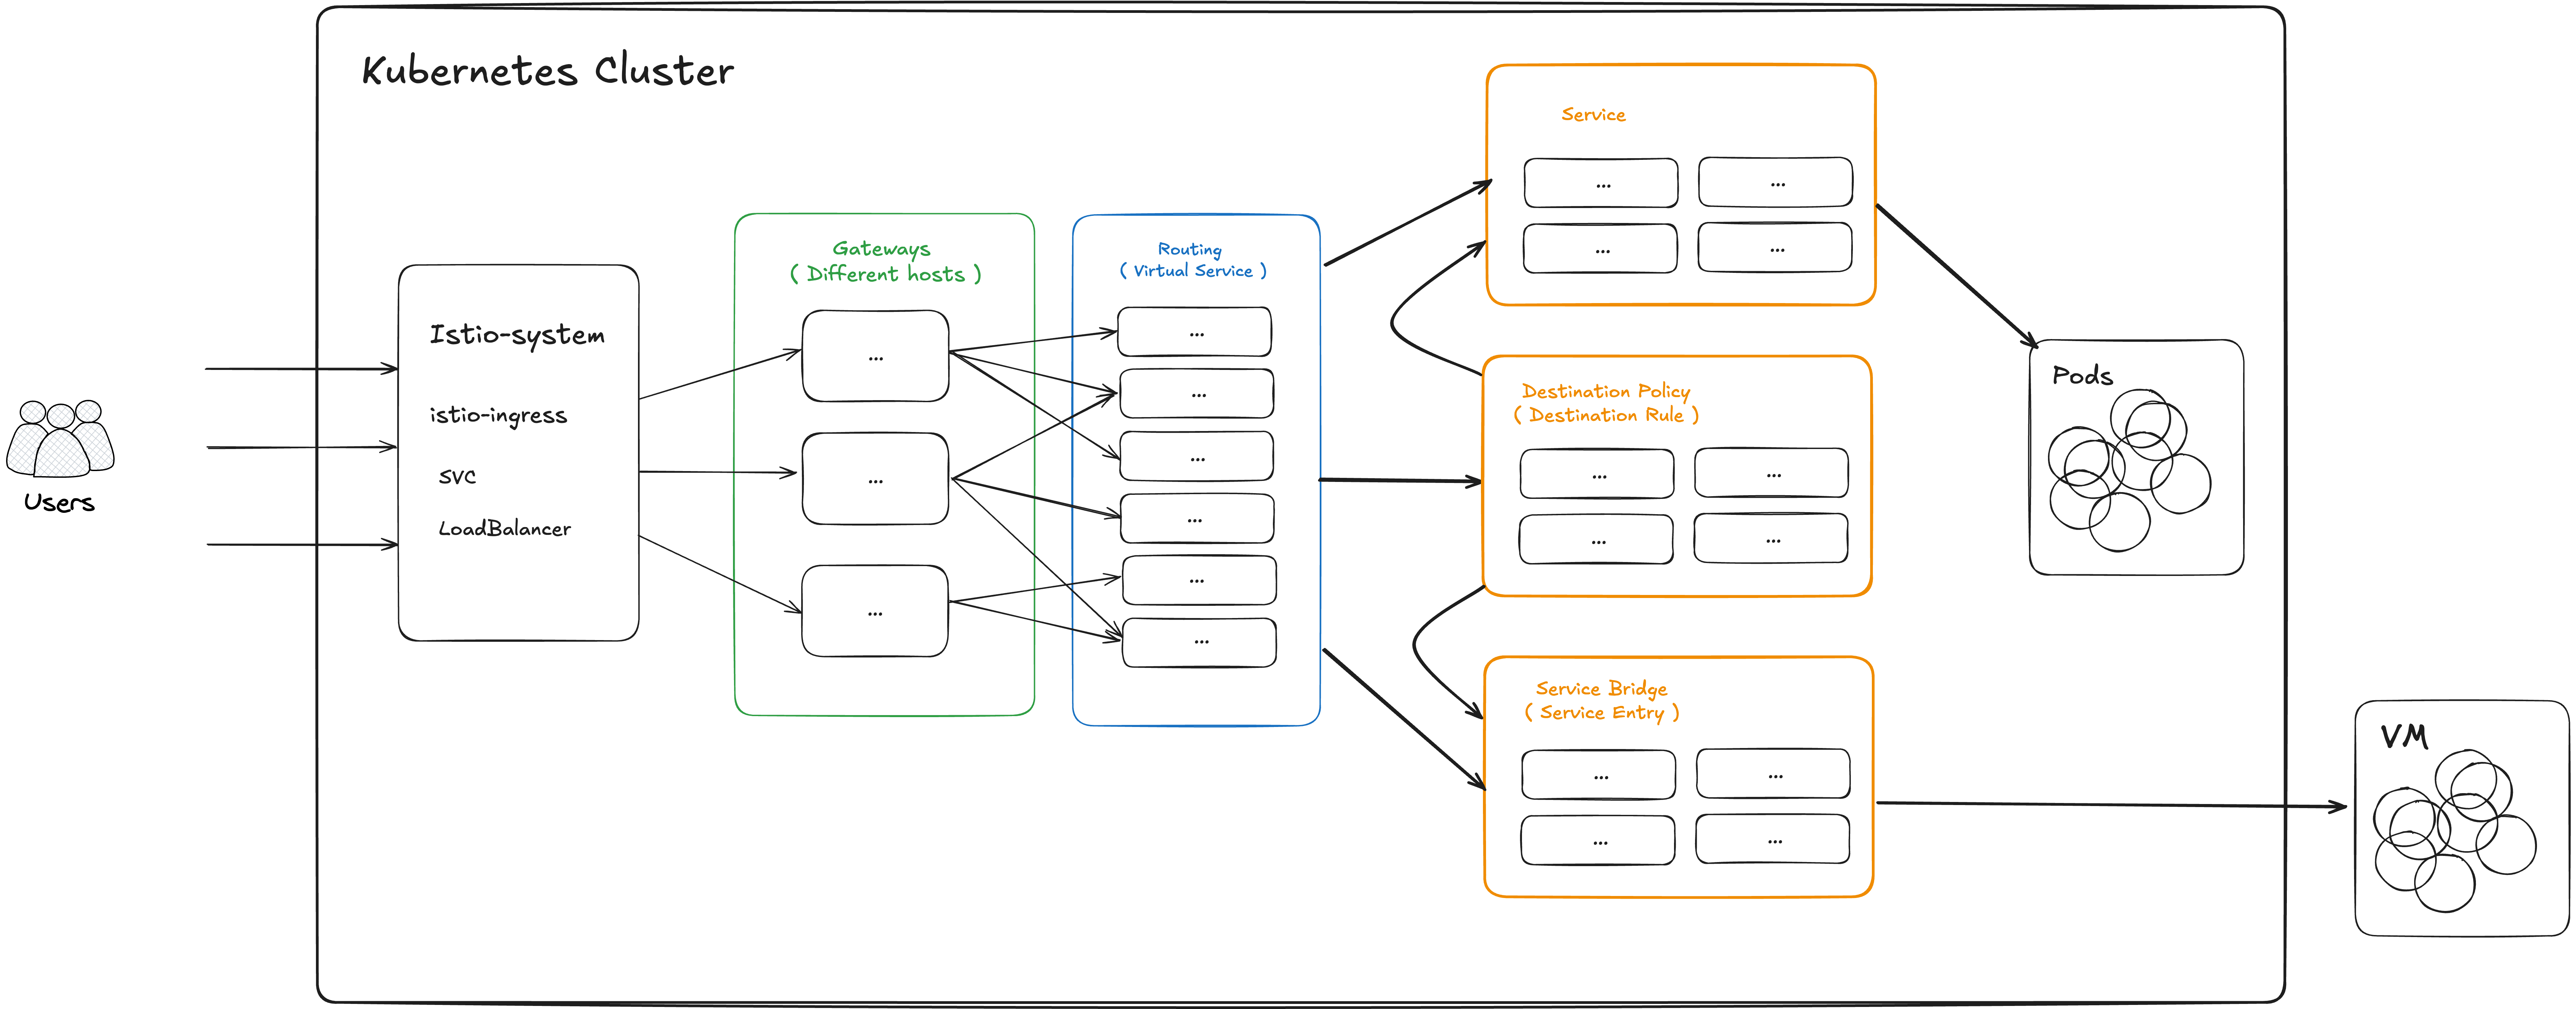 Kubernetes Cluster
Users
Istio-system
istio-ingress
SVC
LoadBalancer
Gateways
( Different hosts )
...
...
...
Routing
( Virtual Service )
...
...
...
...
...
...
Service
... ...
... ...
Destination Policy
( Destination Rule )
... ...
... ...
Service Bridge
( Service Entry )
... ...
... ...
Pods
VM